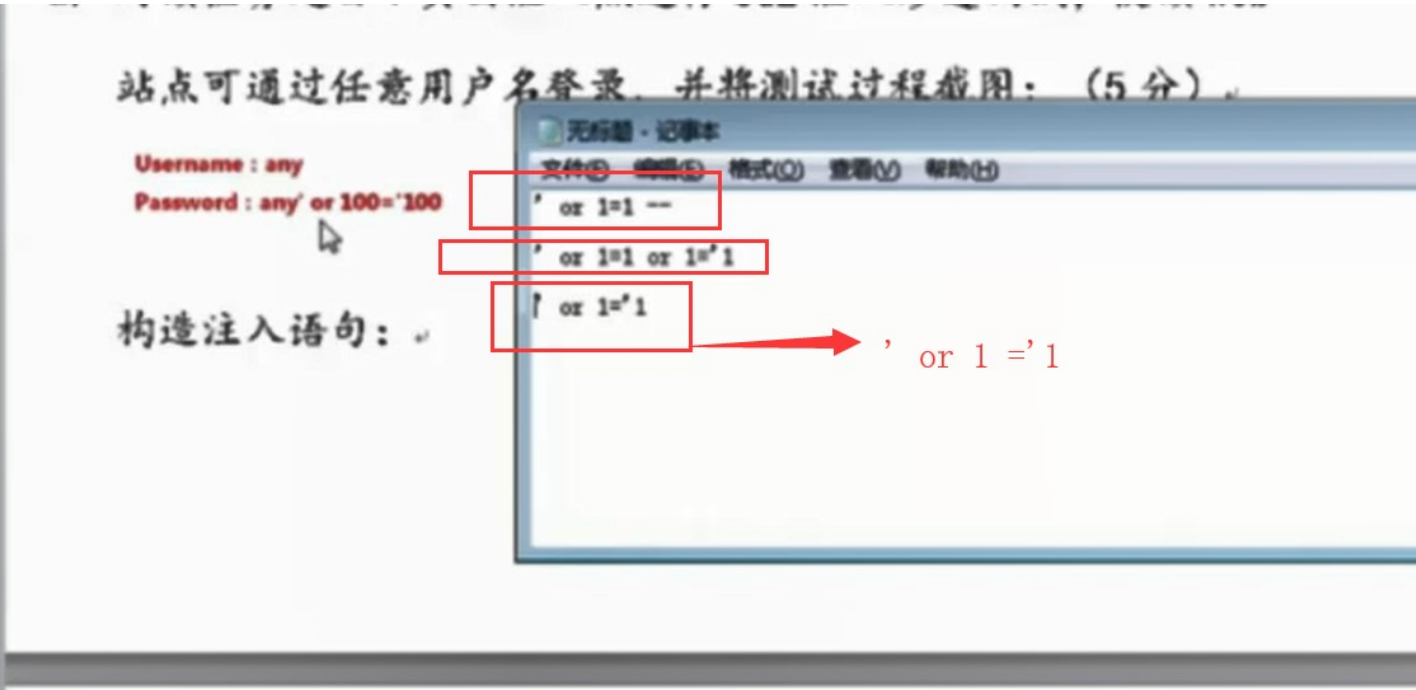 站点可通过任意用户名登录，并将测试过程截图：（5 分）
Username : any
Password : any' or 100='100
无标题 - 记事本
文件(F) 编辑(E) 格式(O) 查看(V) 帮助(H)
' or 1=1 --
' or 1=1 or 1='1
' or 1='1
' or 1 ='1
构造注入语句：